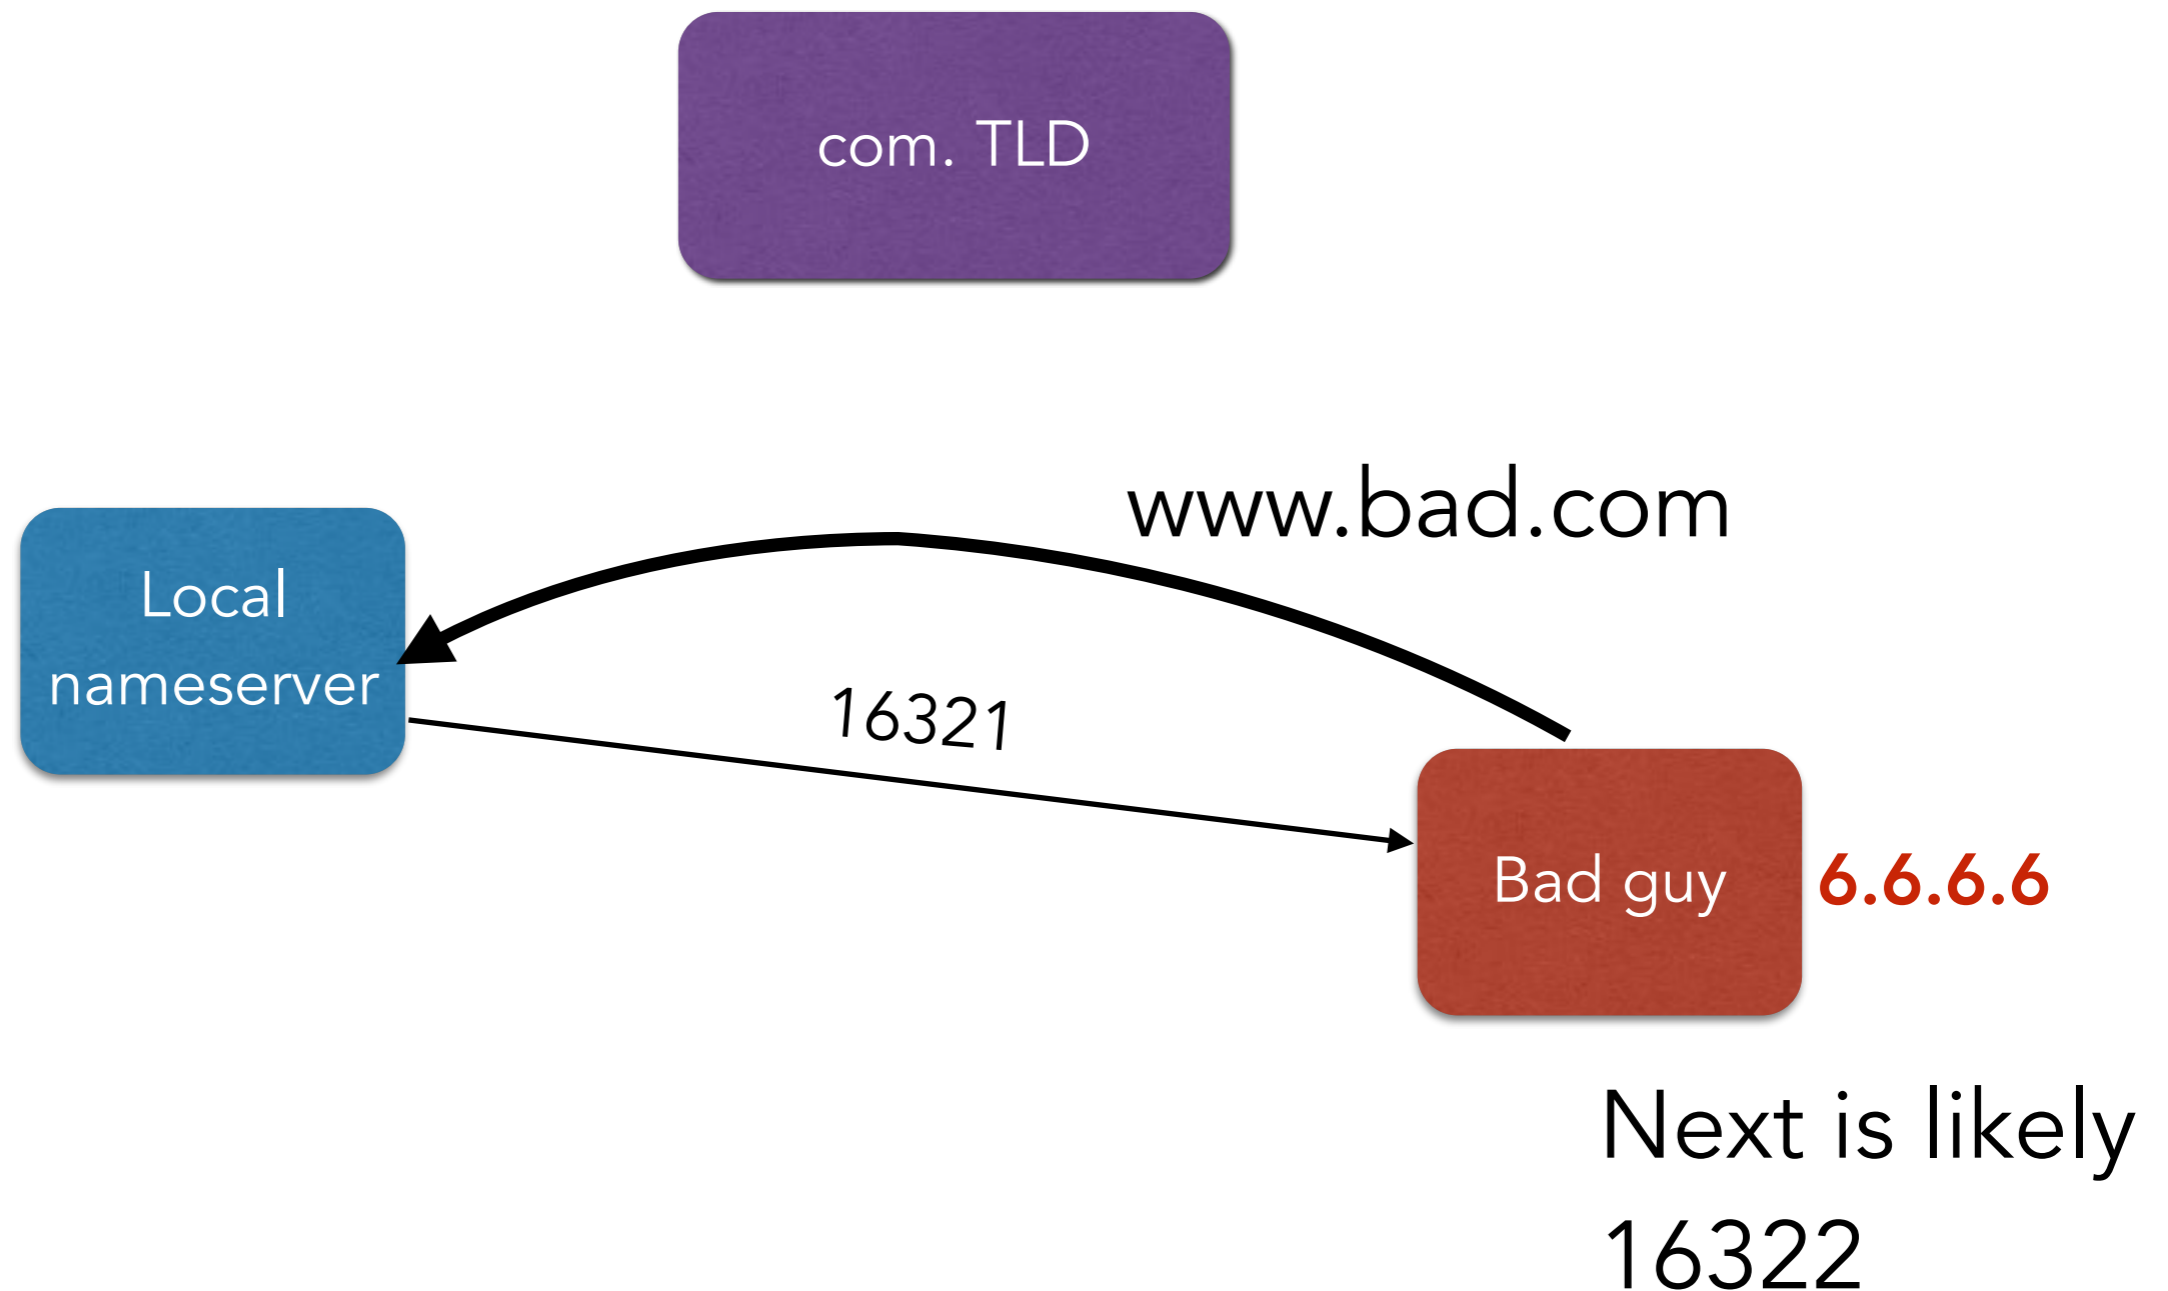 com. TLD
www.bad.com
Local
nameserver
16321
Bad guy
6.6.6.6
Next is likely
16322